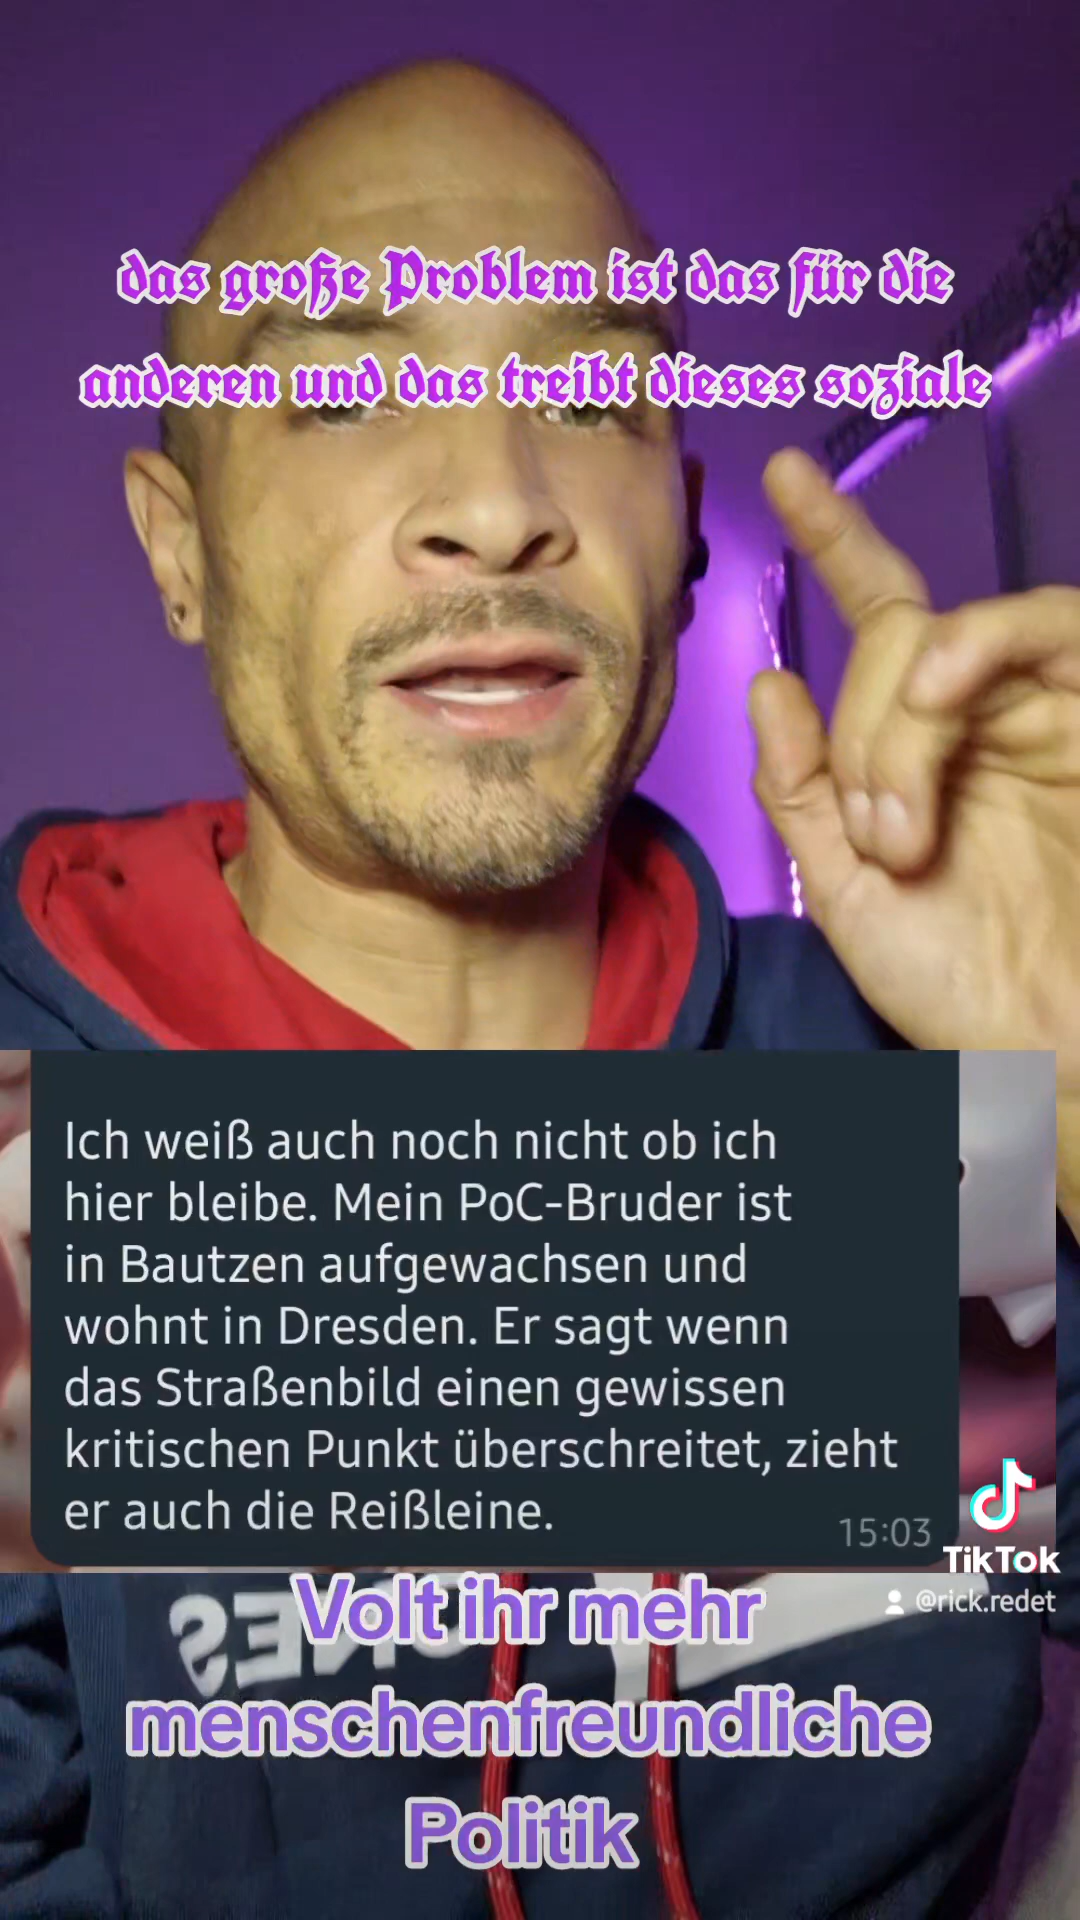 das große Problem ist das für die
anderen und das treibt dieses soziale
Ich weiß auch noch nicht ob ich
hier bleibe. Mein PoC-Bruder ist
in Bautzen aufgewachsen und
wohnt in Dresden. Er sagt wenn
das Straßenbild einen gewissen
kritischen Punkt überschreitet, zieht
er auch die Reißleine.
15:03
TikTok
@rick.redet
Volt ihr mehr
menschenfreundliche
Politik